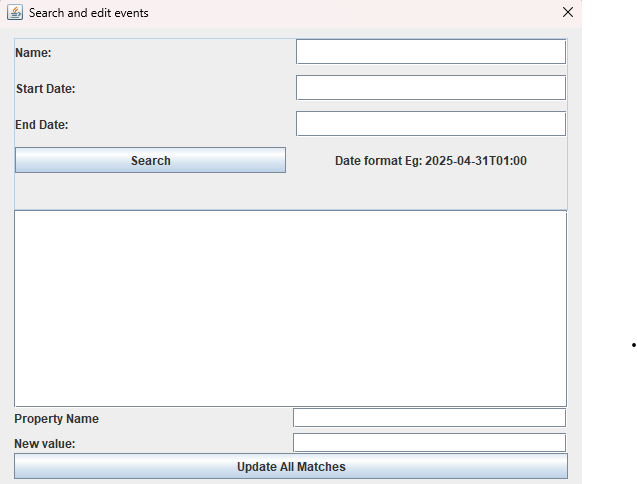 Search and edit events
Name:
Start Date:
End Date:
Search
Date format Eg: 2025-04-31T01:00
Property Name
New value:
Update All Matches